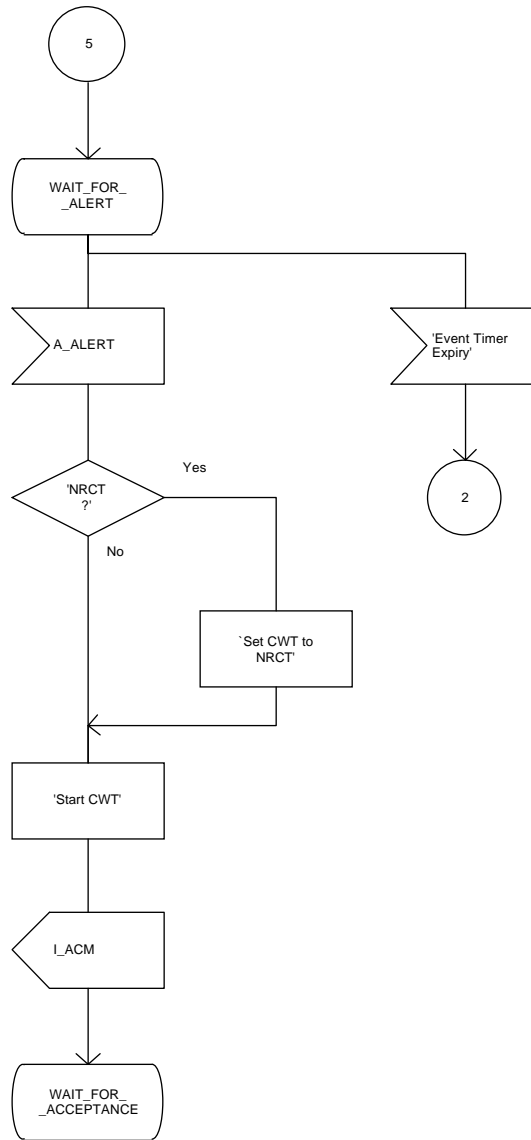 5
WAIT_FOR_
_ALERT
A_ALERT
'Event Timer
Expiry'
'NRCT
?'
Yes
No
2
`Set CWT to
NRCT'
'Start CWT'
I_ACM
WAIT_FOR_
_ACCEPTANCE